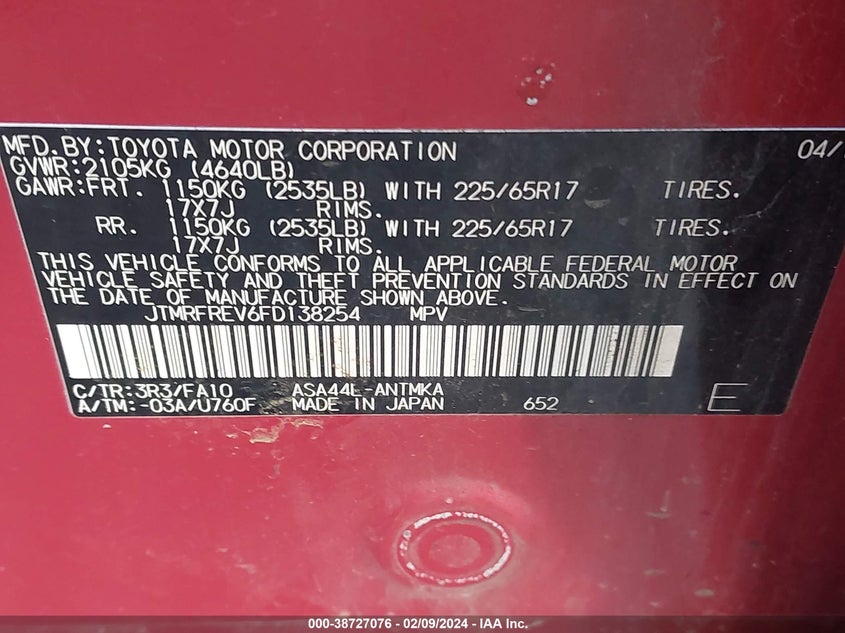 MFD.BY:TOYOTA MOTOR CORPORATION 04/
GVWR:2105KG (4640LB)
GAWR:FRT. 1150KG (2535LB) WITH 225/65R17 TIRES.
17X7J RIMS.
RR. 1150KG (2535LB) WITH 225/65R17 TIRES.
17X7J RIMS.
THIS VEHICLE CONFORMS TO ALL APPLICABLE FEDERAL MOTOR
VEHICLE SAFETY AND THEFT PREVENTION STANDARDS IN EFFECT ON
THE DATE OF MANUFACTURE SHOWN ABOVE.
JTMRFREV6FD138254 MPV
C/TR:3R3/FA10 ASA44L-ANTMKA
A/TM:-03A/U760F MADE IN JAPAN 652 E
000-38727076 - 02/09/2024 - IAA Inc.